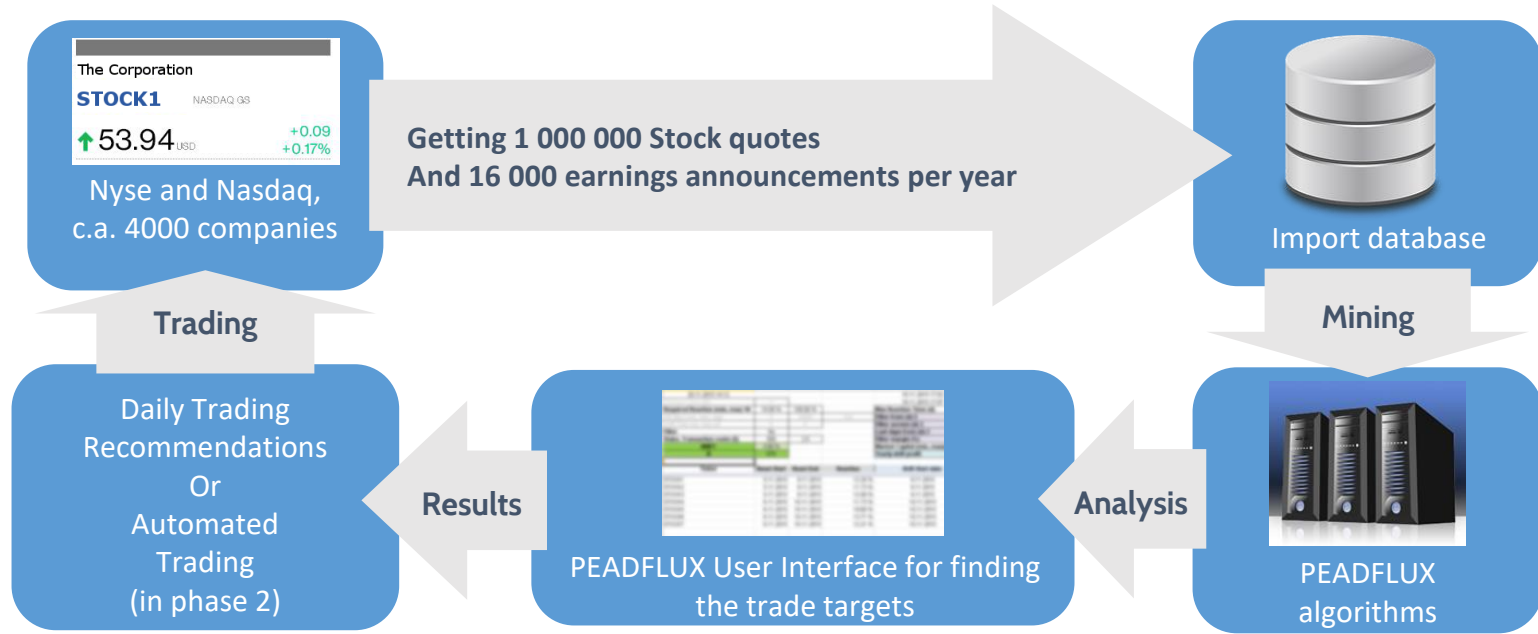 The Corporation
STOCK1 NASDAQ GS
53.94 USD +0.09
+0.17%
Nyse and Nasdaq,
c.a. 4000 companies
Getting 1 000 000 Stock quotes
And 16 000 earnings announcements per year
Import database
Mining
PEADFLUX
algorithms
Analysis
PEADFLUX User Interface for finding
the trade targets
Results
Daily Trading
Recommendations
Or
Automated
Trading
(in phase 2)
Trading